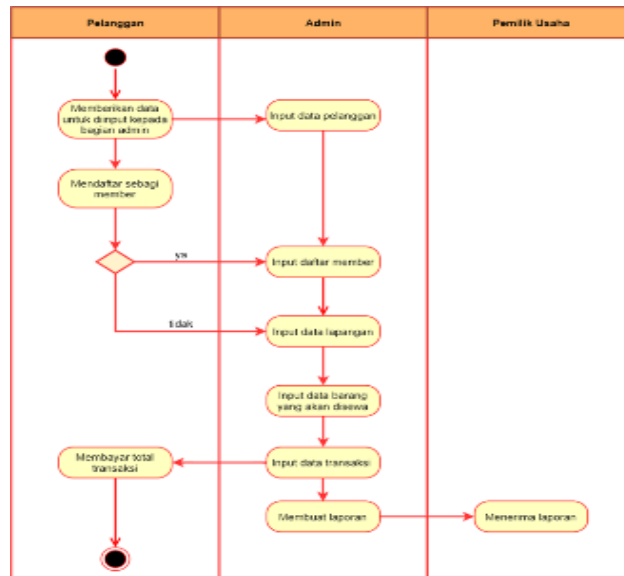 Pelanggan Admin Pemilik Usaha
Memberikan data
untuk diinput kepada
bagian admin
Input data pelanggan
Mendaftar sebagi
member
ya
Input daftar member
tidak
Input data lapangan
Input data barang
yang akan disewa
Membayar total
transaksi
Input data transaksi
Membuat laporan
Menerima laporan